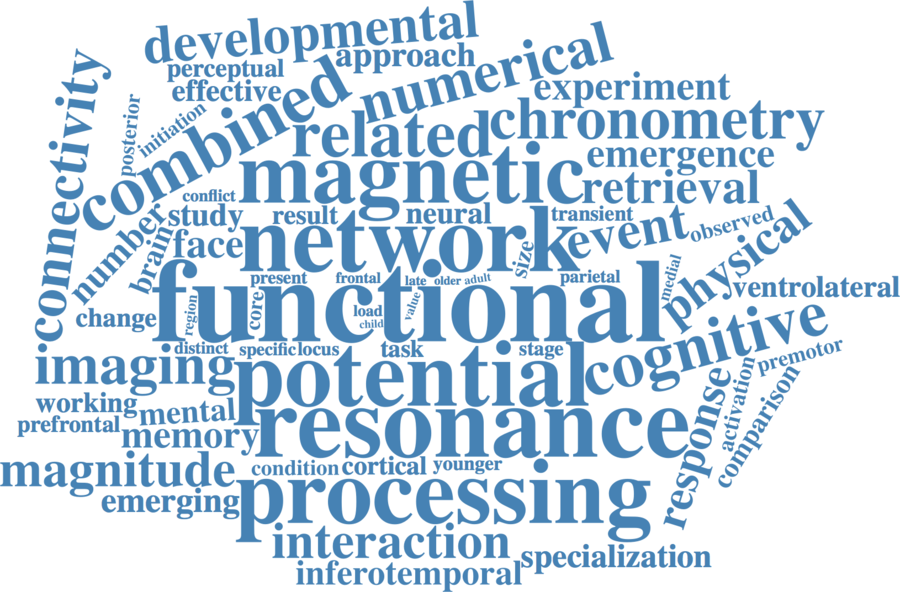 developmental
approach
perceptual
effective
combined
numerical
experiment
connectivity
posterior
initiation
related
chronometry
magnetic
emergence
retrieval
conflict
study
result
neural
transient
number
brain
face
network
size
event
observed
physical
present
frontal
late
older
adult
parietal
medial
ventrolateral
functional
region
core
load
child
value
change
distinct
specific
locus
task
stage
cognitive
premotor
imaging
potential
working
mental
prefrontal
memory
resonance
response
activation
comparison
magnitude
condition
cortical
younger
emerging
processing
interaction
specialization
inferotemporal